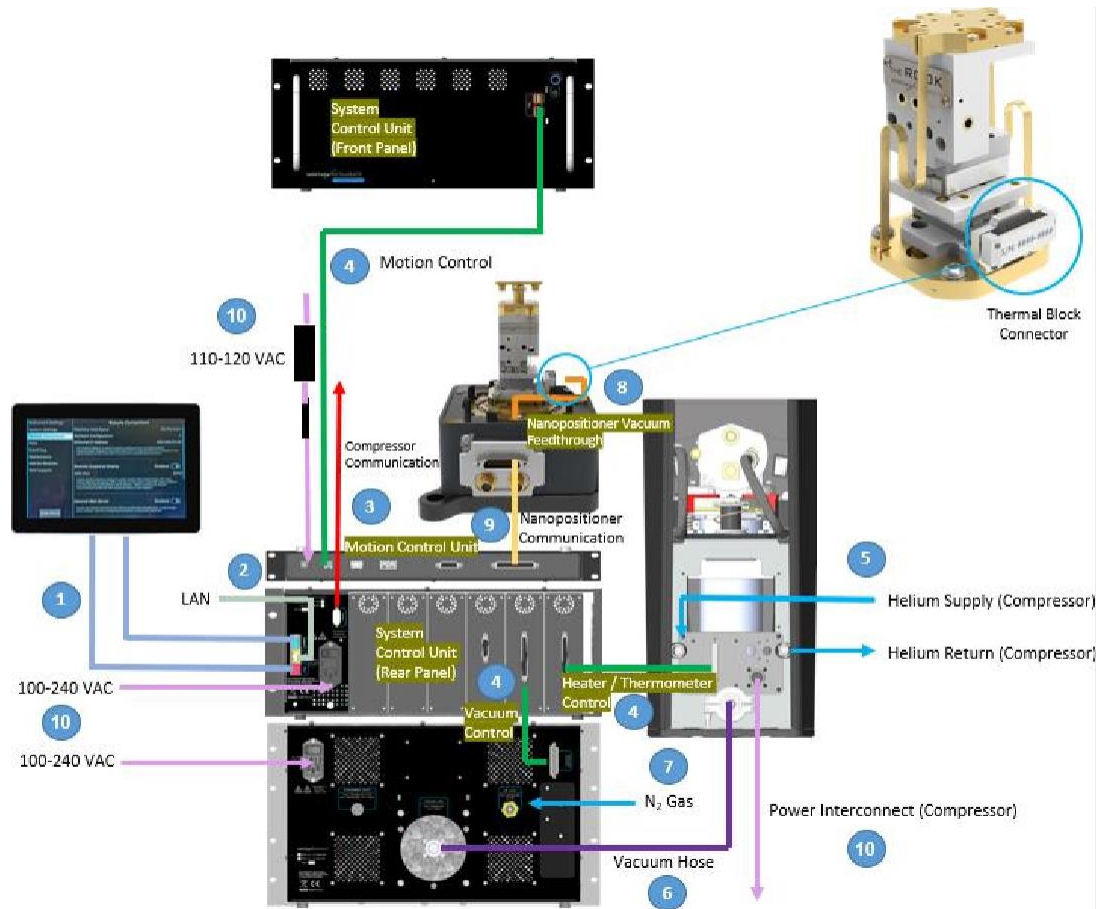 System
Control Unit
(Front Panel)
THE ROOK
Thermal Block
Connector
4
Motion Control
10
110-120 VAC
8
Nanopositioner Vacuum
Feedthrough
Compressor
Communication
3
9
Nanopositioner
Communication
Motion Control Unit
2
5
1
LAN
Helium Supply (Compressor)
System
Control Unit
(Rear Panel)
Helium Return (Compressor)
100-240 VAC
4
Heater / Thermometer
Control
4
Vacuum
Control
10
100-240 VAC
7
N₂ Gas
Power Interconnect (Compressor)
10
Vacuum Hose
6